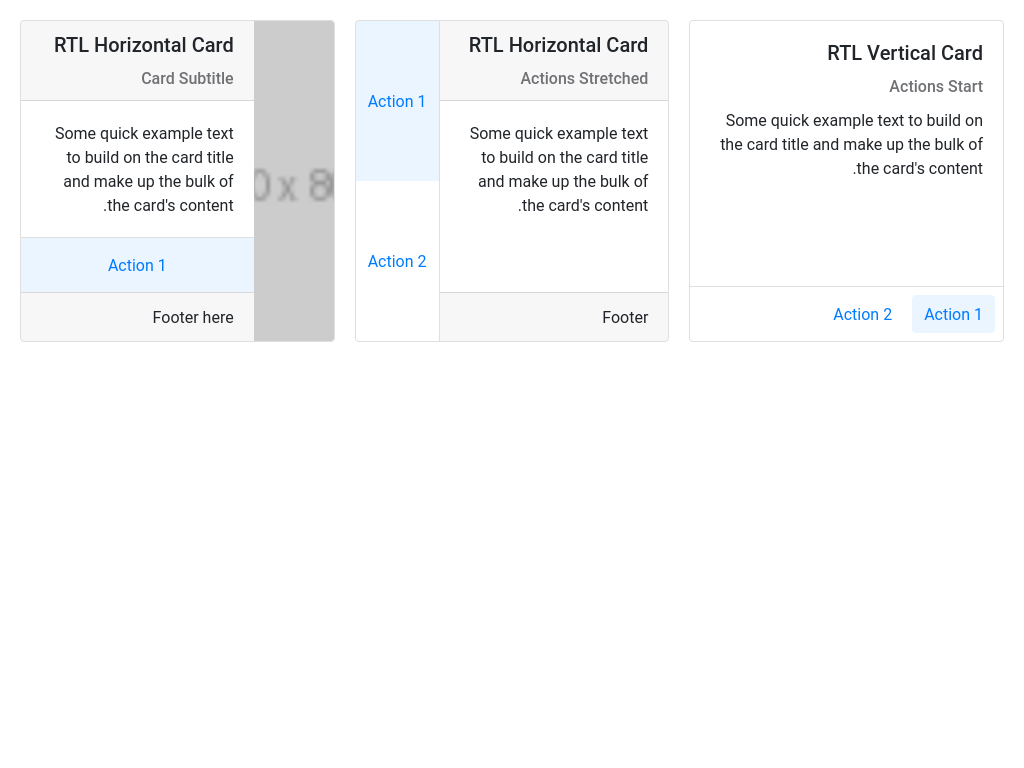 RTL Horizontal Card
Card Subtitle
Some quick example text
to build on the card title
and make up the bulk of
.the card's content
Action 1
Footer here
0 x 80
Action 1
Action 2
RTL Horizontal Card
Actions Stretched
Some quick example text
to build on the card title
and make up the bulk of
.the card's content
Footer
RTL Vertical Card
Actions Start
Some quick example text to build on
the card title and make up the bulk of
.the card's content
Action 2 Action 1